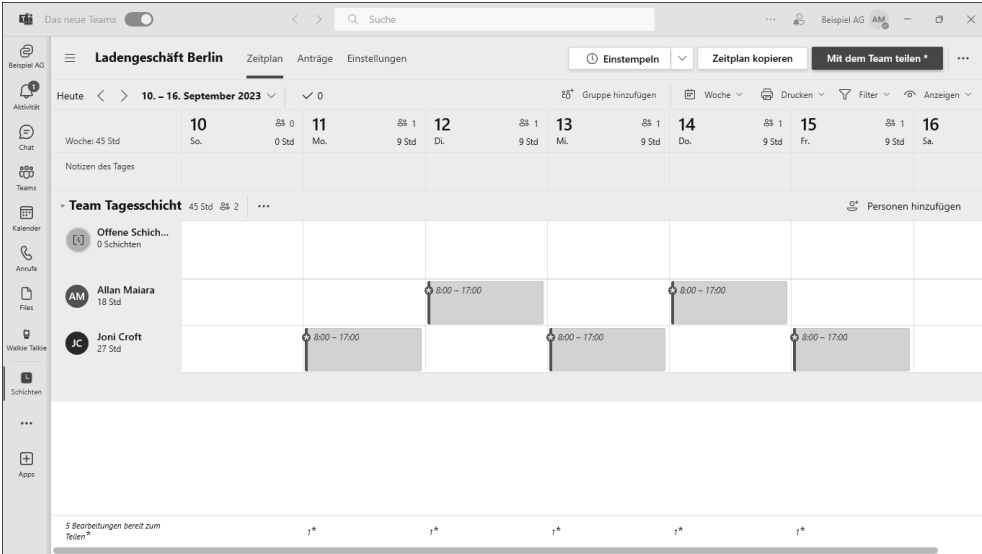 Das neue Teams
Suche
Beispiel AG
AM
Beispiel AG
Aktivität
1
Chat
Teams
Kalender
Anrufe
Files
Walkie Talkie
Schichten
Apps
Ladengeschäft Berlin
Zeitplan
Anträge
Einstellungen
Einstempeln
Zeitplan kopieren
Mit dem Team teilen *
Heute
10. – 16. September 2023
0
Gruppe hinzufügen
Woche
Drucken
Filter
Anzeigen
Woche: 45 Std
10 0
So. 0 Std
11 1
Mo. 9 Std
12 1
Di. 9 Std
13 1
Mi. 9 Std
14 1
Do. 9 Std
15 1
Fr. 9 Std
16
Sa.
Notizen des Tages
Team Tagesschicht 45 Std 2 ...
Personen hinzufügen
Offene Schich...
0 Schichten
AM
Allan Maiara
18 Std
8:00 – 17:00
8:00 – 17:00
JC
Joni Croft
27 Std
8:00 – 17:00
8:00 – 17:00
8:00 – 17:00
5 Bearbeitungen bereit zum
Teilen*
1* 1* 1* 1* 1*